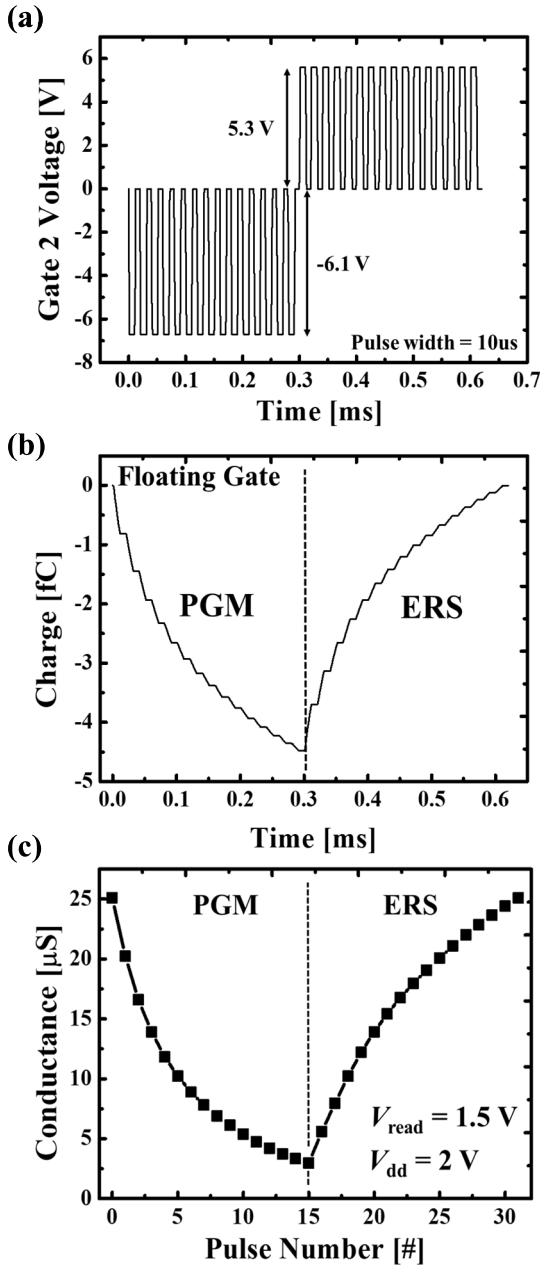 (a)
6
4
2
0
-2
-4
-6
-8
Gate 2 Voltage [V]
5.3 V
-6.1 V
Pulse width = 10us
0.0 0.1 0.2 0.3 0.4 0.5 0.6 0.7
Time [ms]
(b)
0
-1
-2
-3
-4
-5
Charge [fC]
Floating Gate
PGM ERS
0.0 0.1 0.2 0.3 0.4 0.5 0.6
Time [ms]
(c)
25
20
15
10
5
0
Conductance [μS]
PGM ERS
Vread = 1.5 V
Vdd = 2 V
0 5 10 15 20 25 30
Pulse Number [#]